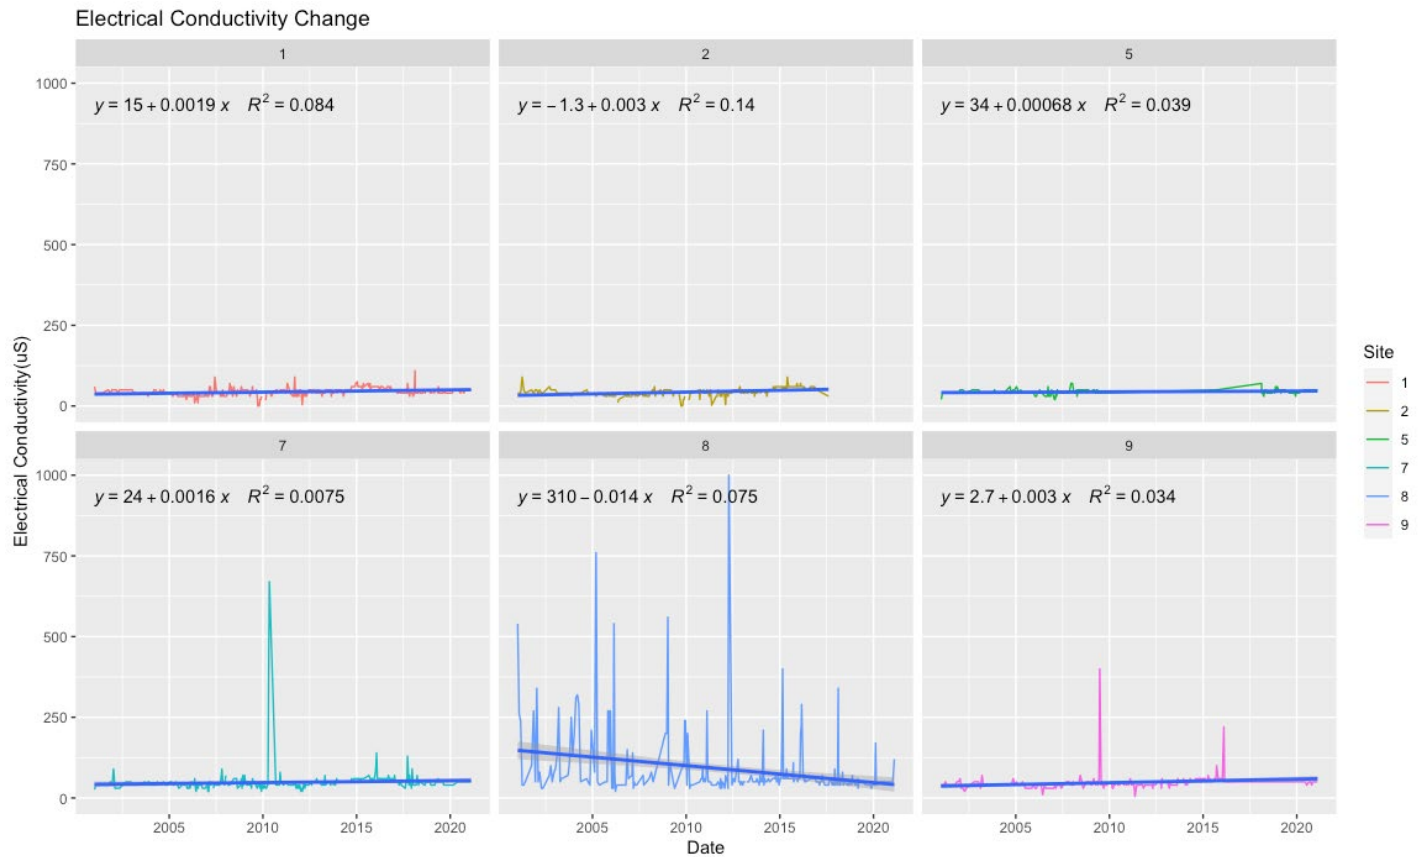 Electrical Conductivity Change
1
2
5
1000
750
500
250
0
y = 15 + 0.0019 x R² = 0.084
y = − 1.3 + 0.003 x R² = 0.14
y = 34 + 0.00068 x R² = 0.039
7
8
9
1000
750
500
250
0
y = 24 + 0.0016 x R² = 0.0075
y = 310 − 0.014 x R² = 0.075
y = 2.7 + 0.003 x R² = 0.034
2005 2010 2015 2020
2005 2010 2015 2020
2005 2010 2015 2020
Date
Electrical Conductivity(uS)
Site
1
2
5
7
8
9